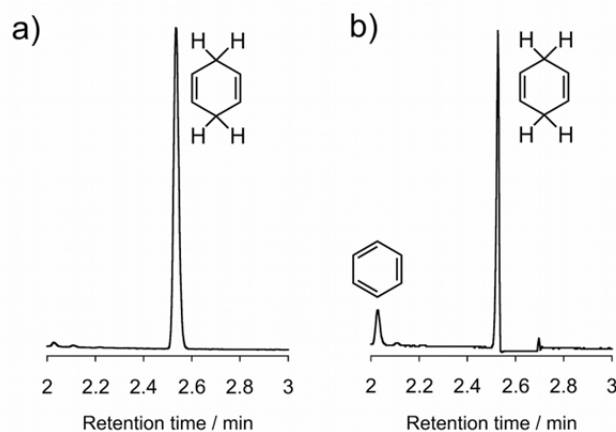 a)
H H
H H
2 2.2 2.4 2.6 2.8 3
Retention time / min
b)
H H
H H
2 2.2 2.4 2.6 2.8 3
Retention time / min